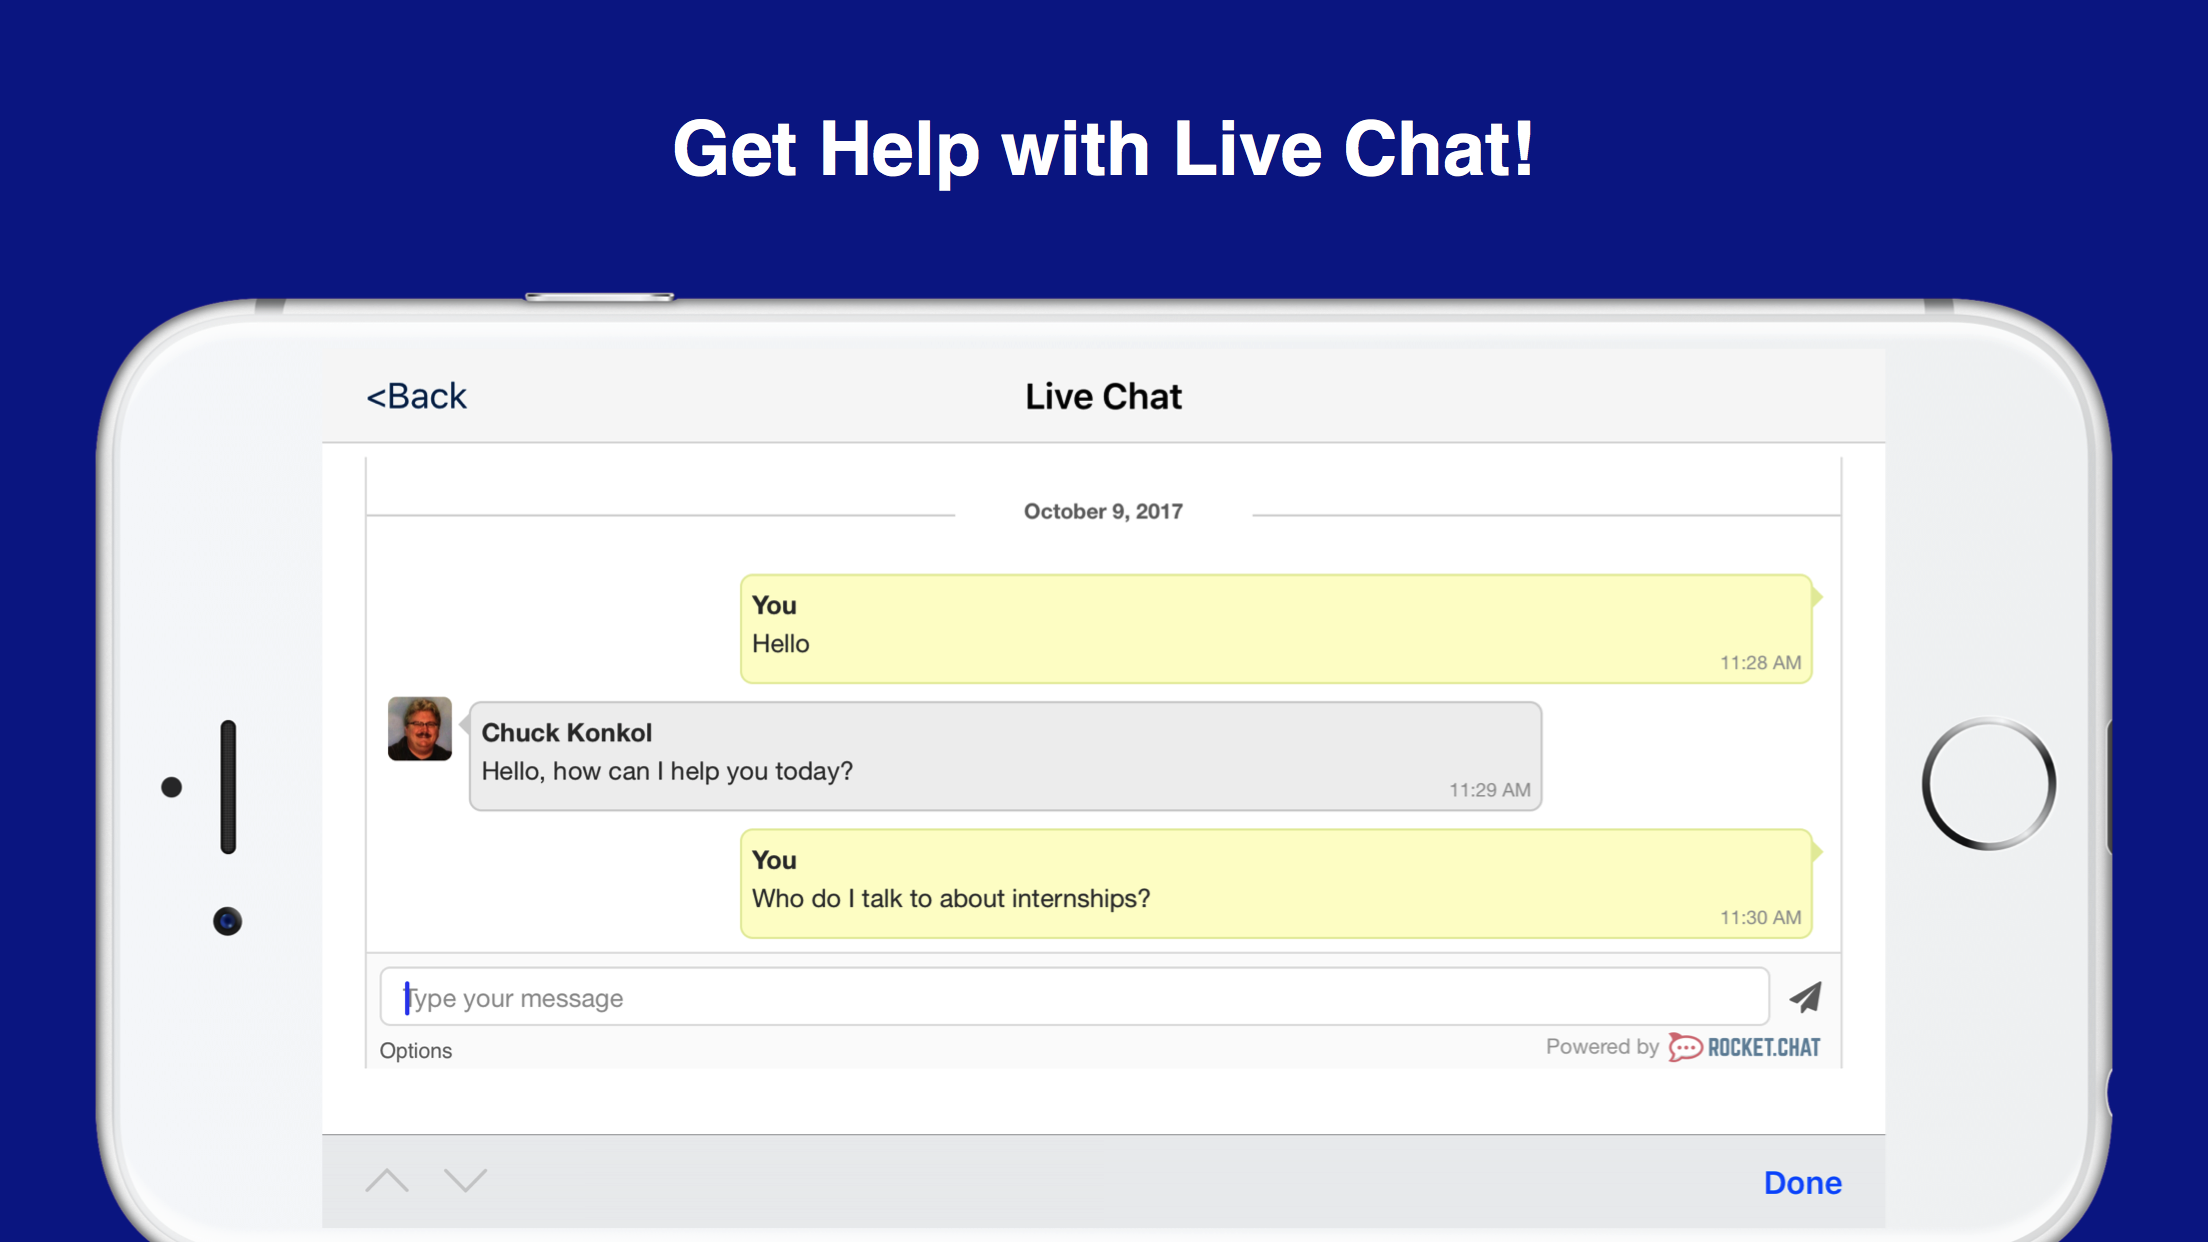 Get Help with Live Chat!
<Back
Live Chat
October 9, 2017
You
Hello
11:28 AM
Chuck Konkol
Hello, how can I help you today?
11:29 AM
You
Who do I talk to about internships?
11:30 AM
Type your message
Options
Powered by ROCKET.CHAT
Done